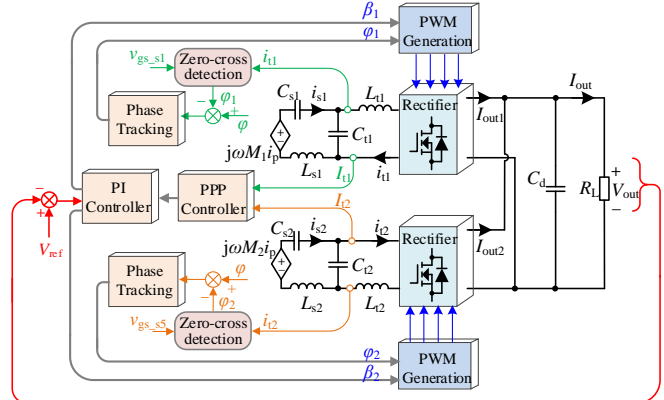 β1
φ1
PWM
Generation
vgs_s1
Zero-cross
detection
it1
φ1
−
+
φ
Phase
Tracking
Cs1
is1
Lt1
Rectifier
Iout1
Iout
jωM1ip
Ct1
Ls1
it1
It1
−
+
PI
Controller
PPP
Controller
It2
Vref
Cd
RL
+
Vout
−
Cs2
is2
it2
Rectifier
Iout2
jωM2ip
Ct2
Ls2
Lt2
Phase
Tracking
φ
+
−
φ2
vgs_s5
Zero-cross
detection
it2
φ2
β2
PWM
Generation